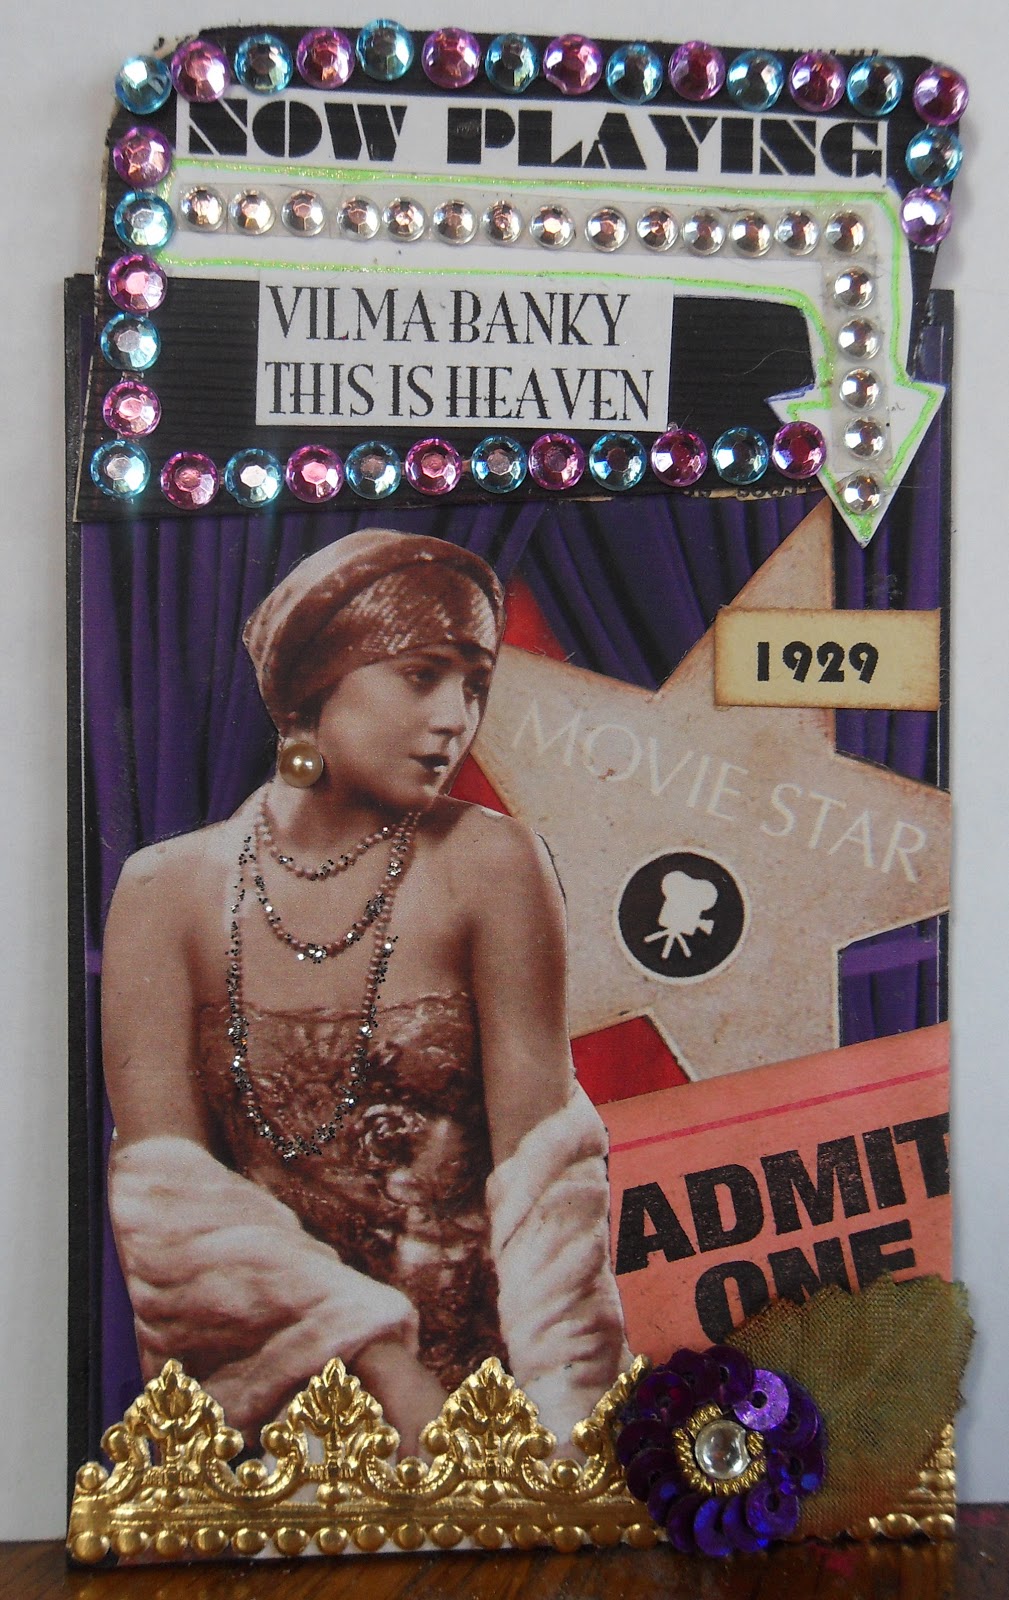 NOW PLAYING
VILMA BANKY
THIS IS HEAVEN
1929
MOVIE STAR
ADMIT
ONE